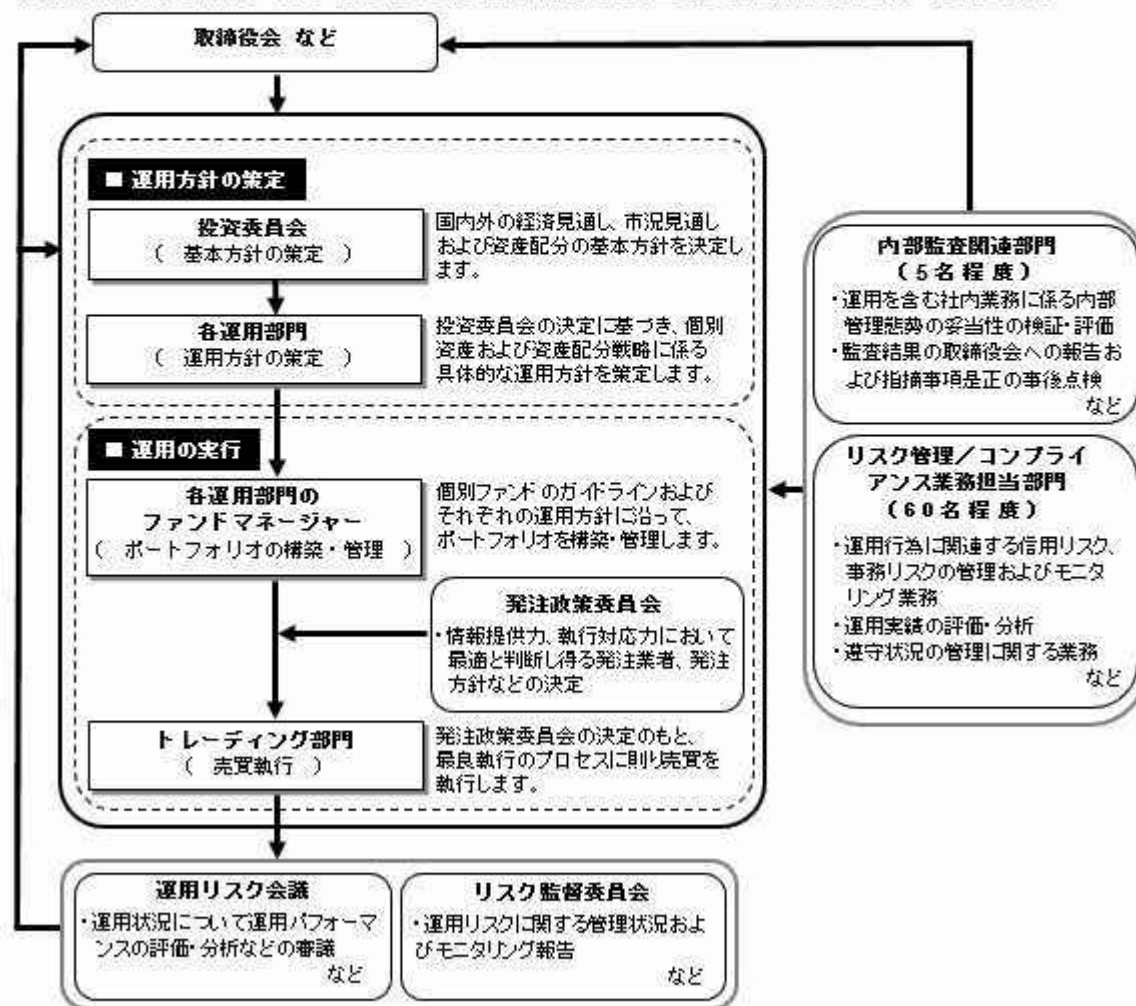 取締役会 など
■ 運用方針の策定
投資委員会
( 基本方針の策定 )
国内外の経済見通し、市況見通し
および資産配分の基本方針を決定し
ます。
各運用部門
( 運用方針の策定 )
投資委員会の決定に基づき、個別
資産および資産配分戦略に係る
具体的な運用方針を策定します。
■ 運用の実行
各運用部門の
ファンドマネージャー
( ポートフォリオの構築・管理 )
個別ファンドのガイドラインおよび
それぞれの運用方針に沿って、
ポートフォリオを構築・管理します。
発注政策委員会
・情報提供力、執行対応力において
最適と判断し得る発注業者、発注
方針などの決定
トレーディング部門
( 売買執行 )
発注政策委員会の決定のもと、
最良執行のプロセスに則り売買を
執行します。
内部監査関連部門
(5名程度)
・運用を含む社内業務に係る内部
管理態勢の妥当性の検証・評価
・監査結果の取締役会への報告お
よび指摘事項是正の事後点検
など
リスク管理/コンプライ
アンス業務担当部門
(60名程度)
・運用行為に関連する信用リスク、
事務リスクの管理およびモニタ
リング業務
・運用実績の評価・分析
・遵守状況の管理に関する業務
など
運用リスク会議
・運用状況について運用パフォーマ
ンスの評価・分析などの審議
など
リスク監督委員会
・運用リスクに関する管理状況およ
びモニタリング報告
など